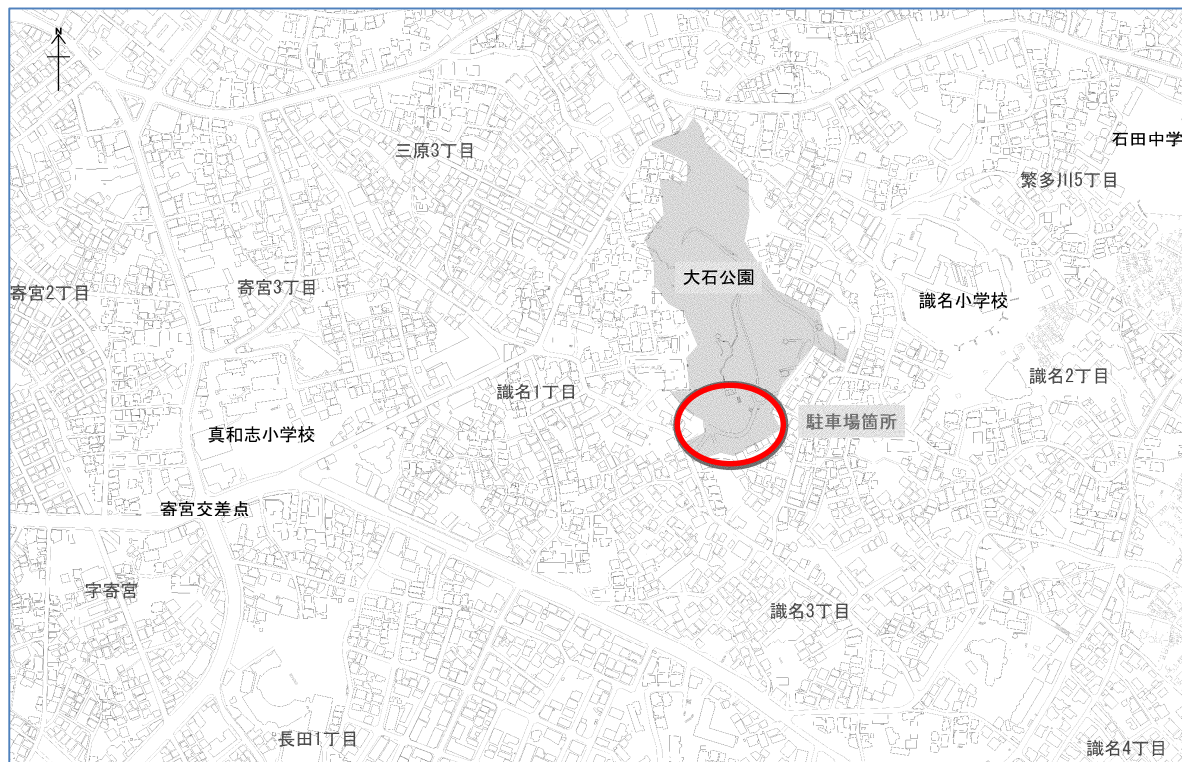 N
石田中学
三原3丁目
繁多川5丁目
大石公園
寄宮3丁目
寄宮2丁目
識名小学校
識名2丁目
識名1丁目
駐車場箇所
真和志小学校
寄宮交差点
字寄宮
識名3丁目
長田1丁目
識名4丁目